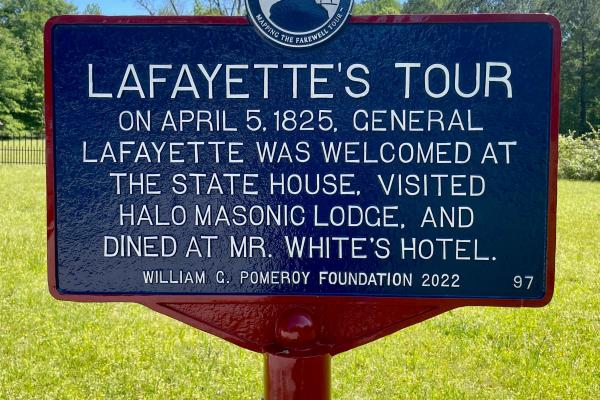 MAPPING THE FAREWELL TOUR
LAFAYETTE'S TOUR
ON APRIL 5, 1825, GENERAL
LAFAYETTE WAS WELCOMED AT
THE STATE HOUSE, VISITED
HALO MASONIC LODGE, AND
DINED AT MR. WHITE'S HOTEL.
WILLIAM G. POMEROY FOUNDATION 2022 97